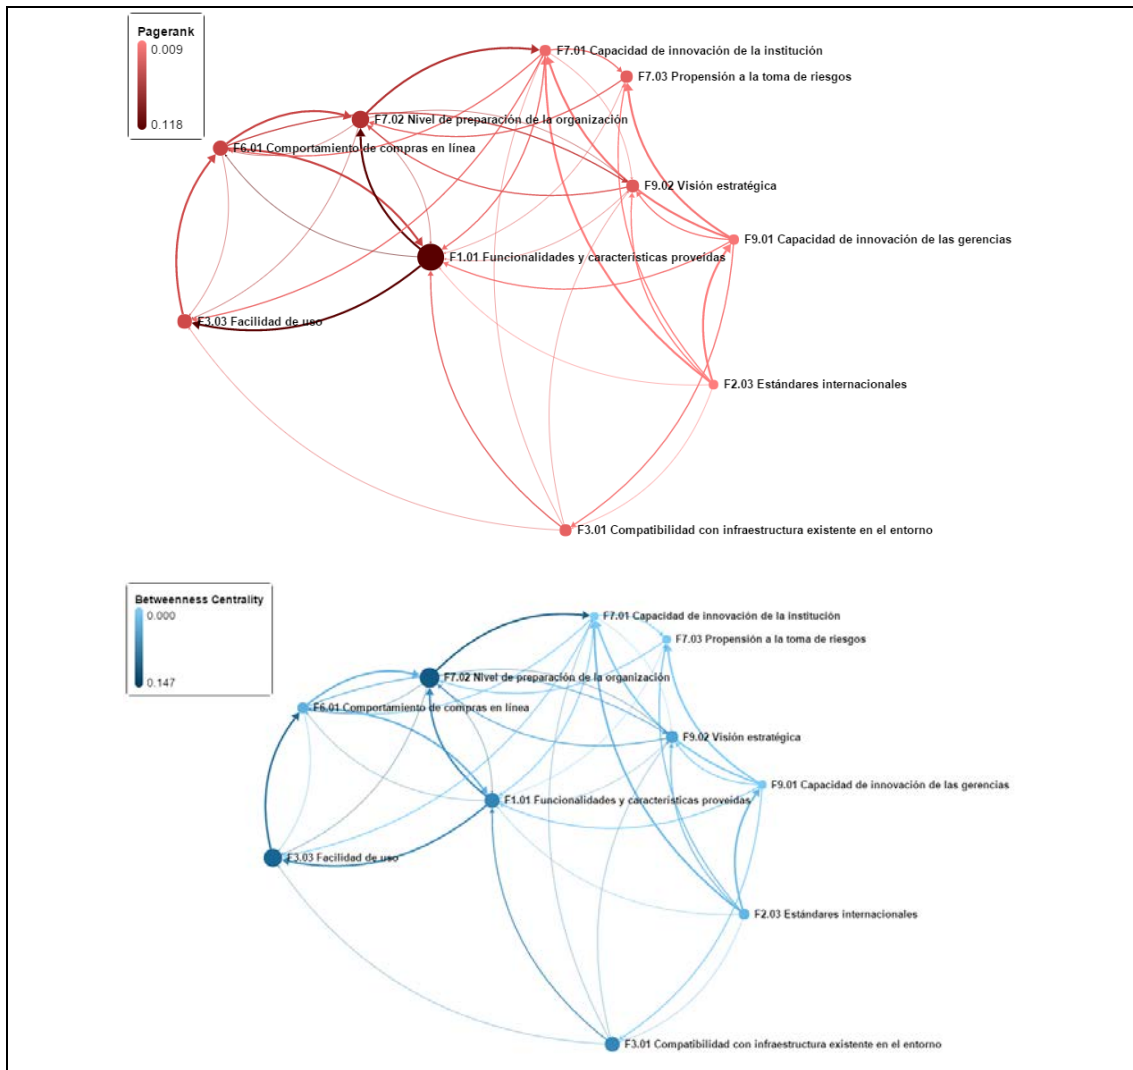 Pagerank
0.009
0.118
F7.01 Capacidad de innovación de la institución
F7.03 Propensión a la toma de riesgos
F7.02 Nivel de preparación de la organización
F6.01 Comportamiento de compras en línea
F9.02 Visión estratégica
F9.01 Capacidad de innovación de las gerencias
F1.01 Funcionalidades y características proveídas
F3.03 Facilidad de uso
F2.03 Estándares internacionales
F3.01 Compatibilidad con infraestructura existente en el entorno
Betweenness Centrality
0.000
0.147
F7.01 Capacidad de innovación de la institución
F7.03 Propensión a la toma de riesgos
F7.02 Nivel de preparación de la organización
F6.01 Comportamiento de compras en línea
F9.02 Visión estratégica
F9.01 Capacidad de innovación de las gerencias
F1.01 Funcionalidades y características proveídas
F3.03 Facilidad de uso
F2.03 Estándares internacionales
F3.01 Compatibilidad con infraestructura existente en el entorno